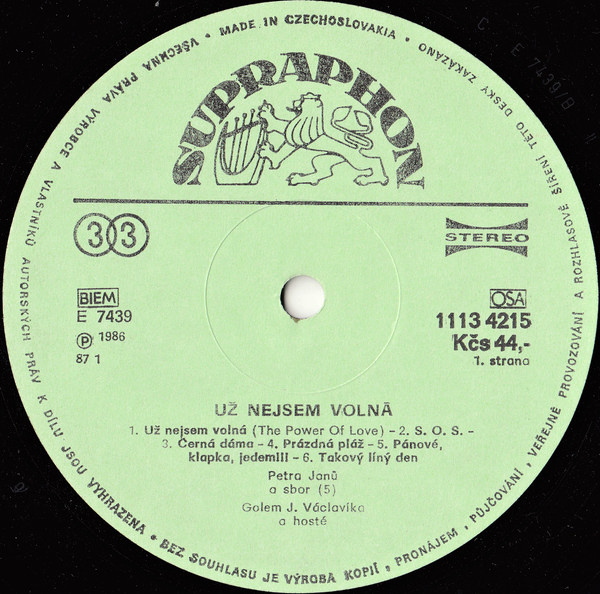 • MADE IN CZECHOSLOVAKIA •
VŠECHNA PRÁVA VÝROBCE A VLASTNÍKŮ AUTORSKÝCH PRÁV K DÍLU JSOU VYHRAZENA • BEZ SOUHLASU JE VÝROBA KOPIÍ, PRONÁJEM, PŮJČOVÁNÍ, VEŘEJNÉ PROVOZOVÁNÍ A ROZHLASOVÉ ŠÍŘENÍ TÉTO DESKY ZAKÁZÁNO •
SUPRAPHON
33
STEREO
BIEM
E 7439
Ⓟ 1986
87 1
OSA
1113 4215
Kčs 44,-
1. strana
UŽ NEJSEM VOLNÁ
1. Už nejsem volná (The Power Of Love) – 2. S. O. S. –
3. Černá dáma – 4. Prázdná pláž – 5. Pánové,
klapka, jedem!!! – 6. Takový líný den
Petra Janů
a sbor (5)
Golem J. Václavíka
a hosté